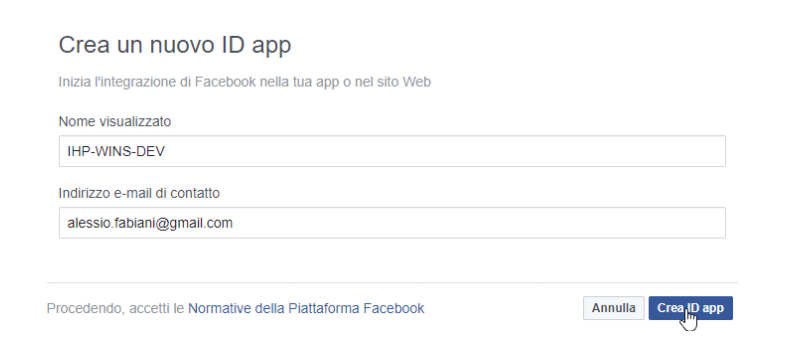 Crea un nuovo ID app
Inizia l'integrazione di Facebook nella tua app o nel sito Web
Nome visualizzato
IHP-WINS-DEV
Indirizzo e-mail di contatto
alessio.fabiani@gmail.com
Procedendo, accetti le Normative della Piattaforma Facebook
Annulla
Crea ID app